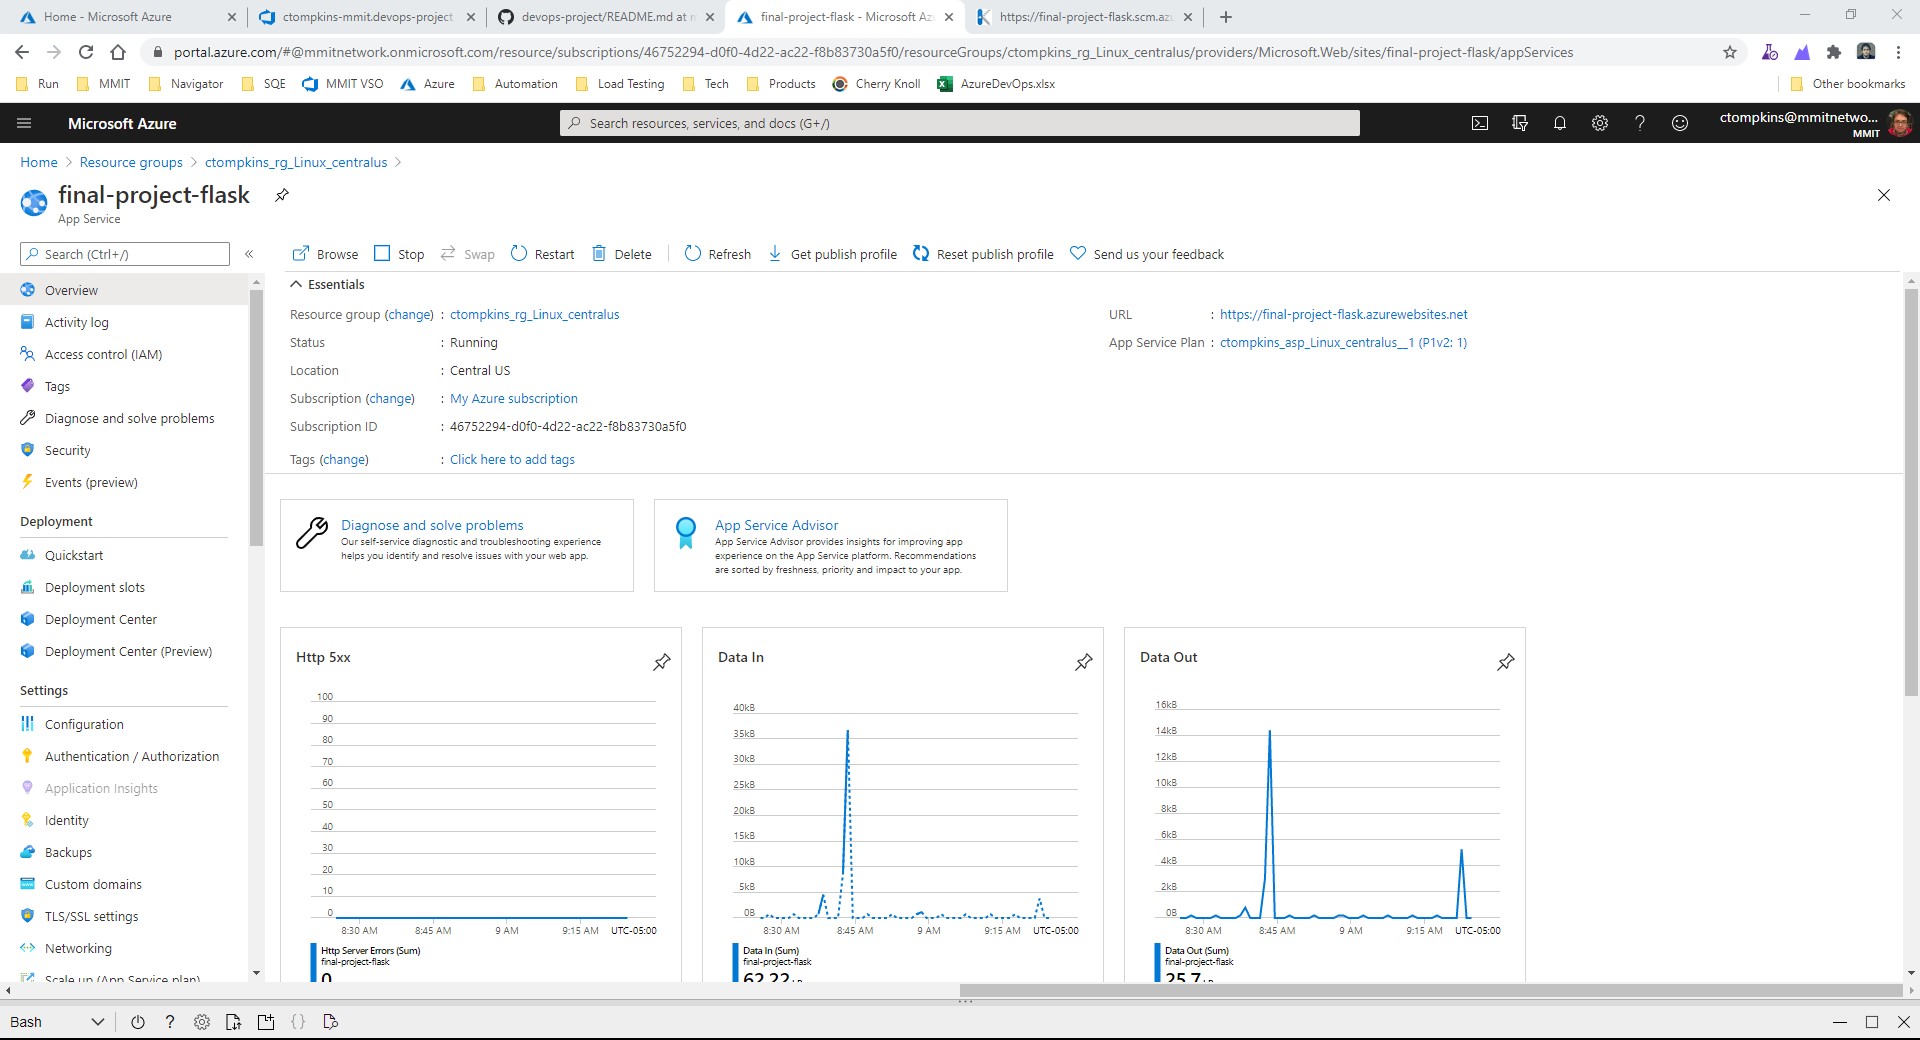 Home - Microsoft Azure
ctompkins-mmit.devops-project
devops-project/README.md at
final-project-flask - Microsoft Az
https://final-project-flask.scm.az
portal.azure.com/#@mmitnetwork.onmicrosoft.com/resource/subscriptions/46752294-d0f0-4d22-ac22-f8b83730a5f0/resourceGroups/ctompkins_rg_Linux_centralus/providers/Microsoft.Web/sites/final-project-flask/appServices
Run MMIT Navigator SQE MMIT VSO Azure Automation Load Testing Tech Products Cherry Knoll AzureDevOps.xlsx Other bookmarks
Microsoft Azure
Search resources, services, and docs (G+/)
ctompkins@mmitnetwo...
MMIT
Home > Resource groups > ctompkins_rg_Linux_centralus >
final-project-flask
App Service
Search (Ctrl+/)
«
Browse Stop Swap Restart Delete Refresh Get publish profile Reset publish profile Send us your feedback
Overview
Activity log
Access control (IAM)
Tags
Diagnose and solve problems
Security
Events (preview)
Deployment
Quickstart
Deployment slots
Deployment Center
Deployment Center (Preview)
Settings
Configuration
Authentication / Authorization
Application Insights
Identity
Backups
Custom domains
TLS/SSL settings
Networking
Scale up (App Service plan)
Essentials
Resource group (change) : ctompkins_rg_Linux_centralus
Status : Running
Location : Central US
Subscription (change) : My Azure subscription
Subscription ID : 46752294-d0f0-4d22-ac22-f8b83730a5f0
Tags (change) : Click here to add tags
URL : https://final-project-flask.azurewebsites.net
App Service Plan : ctompkins_asp_Linux_centralus__1 (P1v2: 1)
Diagnose and solve problems
Our self-service diagnostic and troubleshooting experience
helps you identify and resolve issues with your web app.
App Service Advisor
App Service Advisor provides insights for improving app
experience on the App Service platform. Recommendations
are sorted by freshness, priority and impact to your app.
Http 5xx
100
90
80
70
60
50
40
30
20
10
0
8:30 AM 8:45 AM 9 AM 9:15 AM UTC-05:00
Http Server Errors (Sum)
final-project-flask
0
Data In
40kB
35kB
30kB
25kB
20kB
15kB
10kB
5kB
0B
8:30 AM 8:45 AM 9 AM 9:15 AM UTC-05:00
Data In (Sum)
final-project-flask
62.22
Data Out
16kB
14kB
12kB
10kB
8kB
6kB
4kB
2kB
0B
8:30 AM 8:45 AM 9 AM 9:15 AM UTC-05:00
Data Out (Sum)
final-project-flask
25.7
Bash